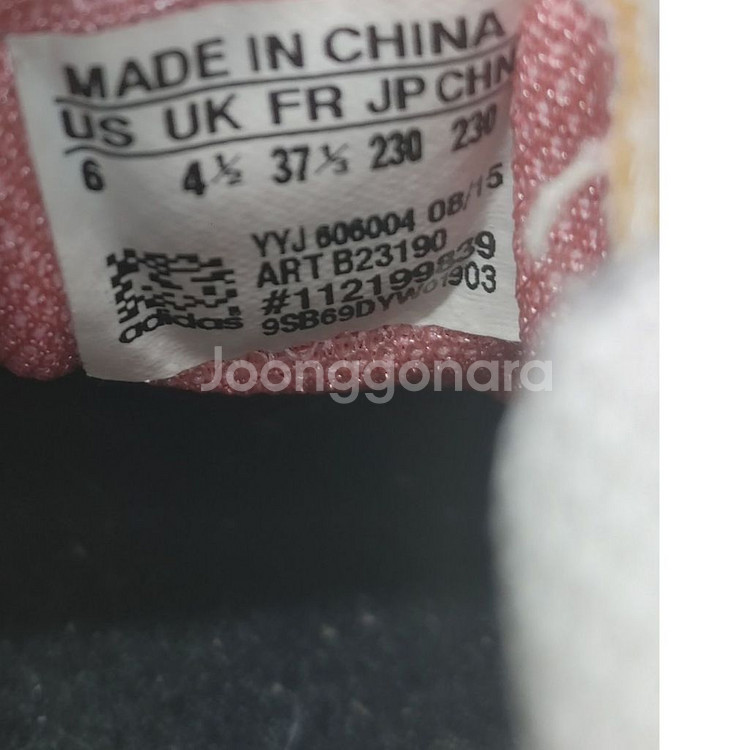 MADE IN CHINA
US UK FR JP CHN
6 4½ 37⅓ 230 230
YYJ 606004 08/15
ART B23190
#112199839
9SB69DYW01903
adidas
Joonggonara